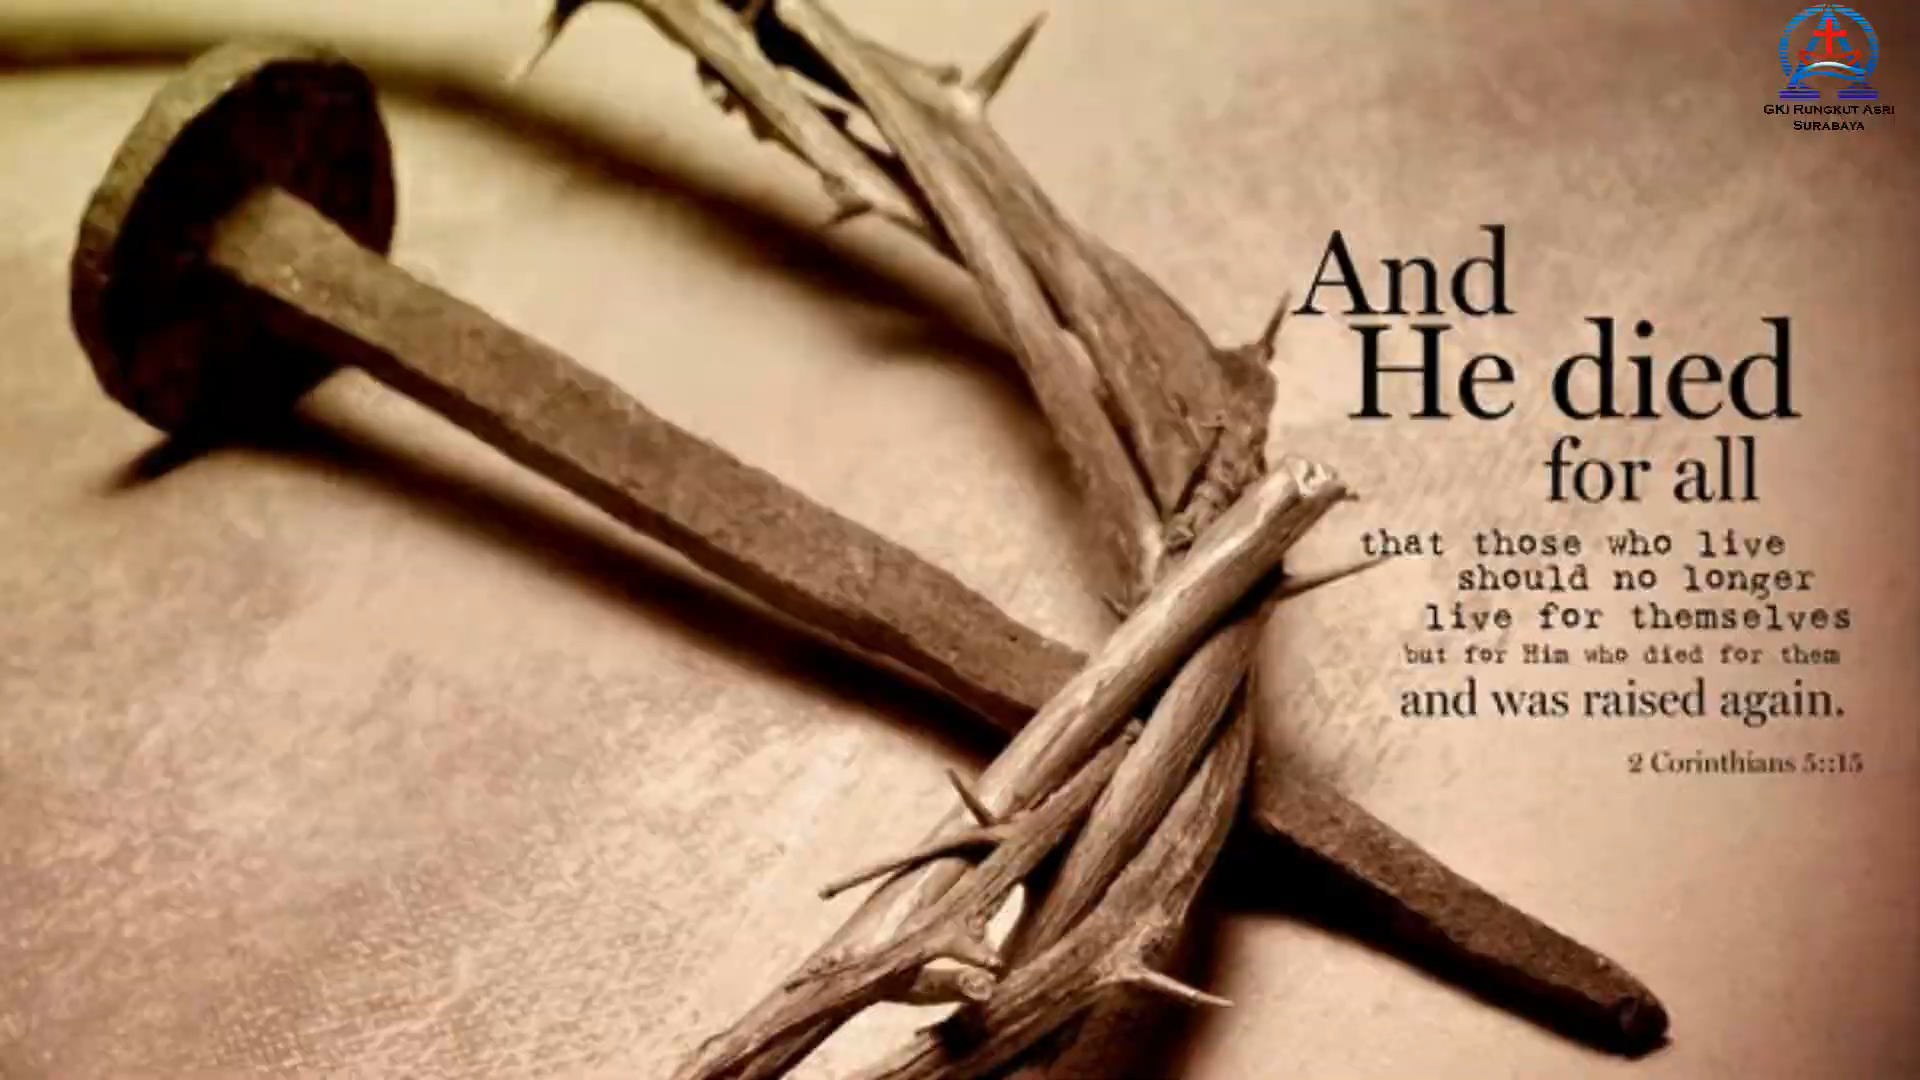 GKI RUNGKUT ASRI
SURABAYA
And
He died
for all
that those who live
should no longer
live for themselves
but for Him who died for them
and was raised again.
2 Corinthians 5::15